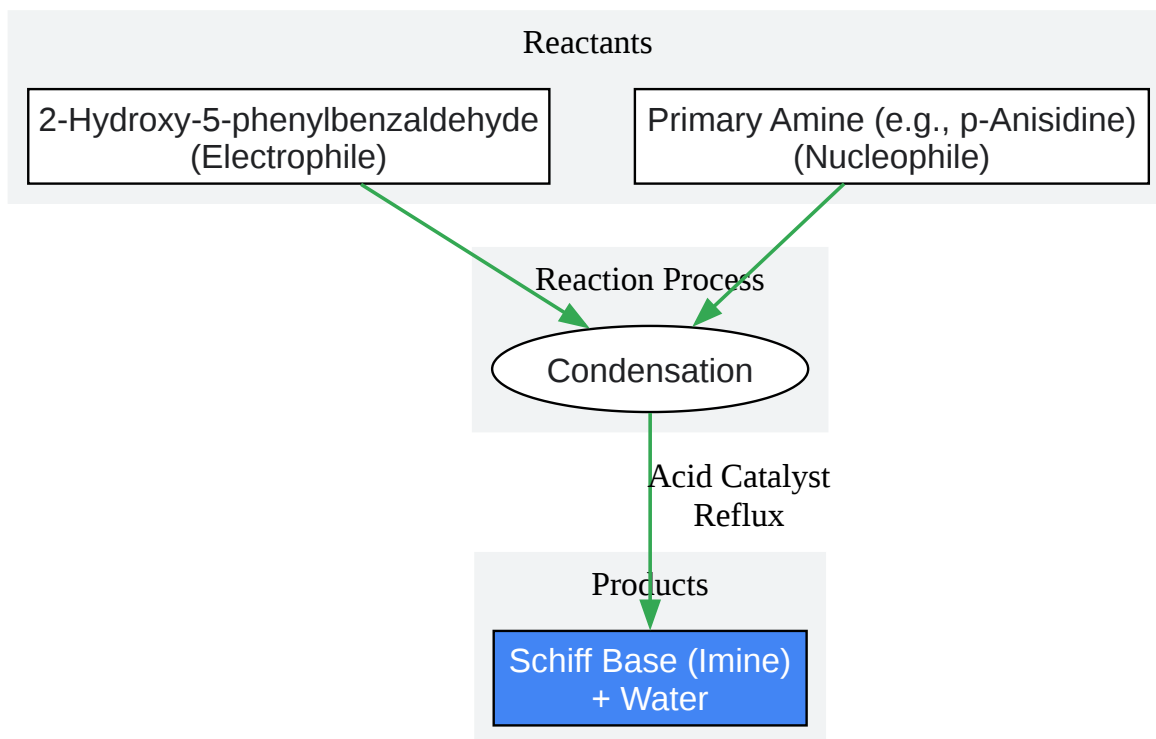 Reactants
2-Hydroxy-5-phenylbenzaldehyde
(Electrophile)
Primary Amine (e.g., p-Anisidine)
(Nucleophile)
Reaction Process
Condensation
Acid Catalyst
Reflux
Products
Schiff Base (Imine)
+ Water